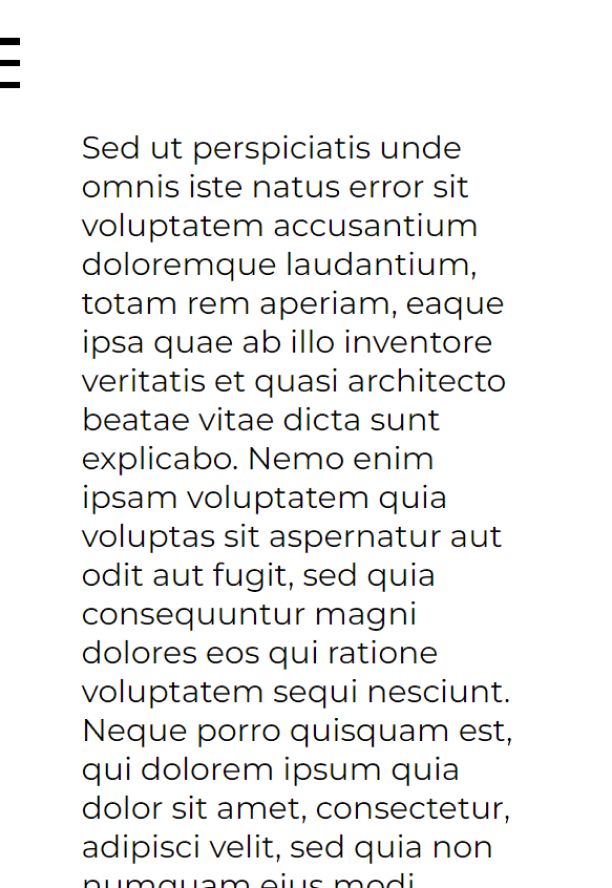 Sed ut perspiciatis unde
omnis iste natus error sit
voluptatem accusantium
doloremque laudantium,
totam rem aperiam, eaque
ipsa quae ab illo inventore
veritatis et quasi architecto
beatae vitae dicta sunt
explicabo. Nemo enim
ipsam voluptatem quia
voluptas sit aspernatur aut
odit aut fugit, sed quia
consequuntur magni
dolores eos qui ratione
voluptatem sequi nesciunt.
Neque porro quisquam est,
qui dolorem ipsum quia
dolor sit amet, consectetur,
adipisci velit, sed quia non
numquam eius modi